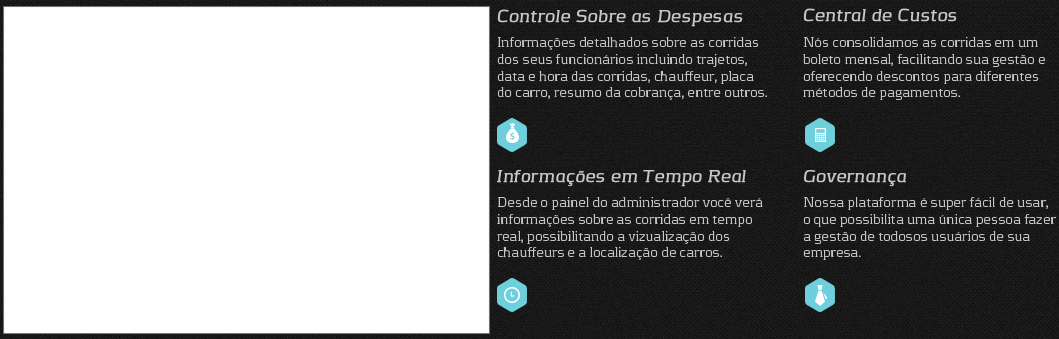 Controle Sobre as Despesas
Informações detalhados sobre as corridas
dos seus funcionários incluindo trajetos,
data e hora das corridas, chauffeur, placa
do carro, resumo da cobrança, entre outros.
Central de Custos
Nós consolidamos as corridas em um
boleto mensal, facilitando sua gestão e
oferecendo descontos para diferentes
métodos de pagamentos.
Informações em Tempo Real
Desde o painel do administrador você verá
informações sobre as corridas em tempo
real, possibilitando a vizualização dos
chauffeurs e a localização de carros.
Governança
Nossa plataforma é super fácil de usar,
o que possibilita uma única pessoa fazer
a gestão de todosos usuários de sua
empresa.